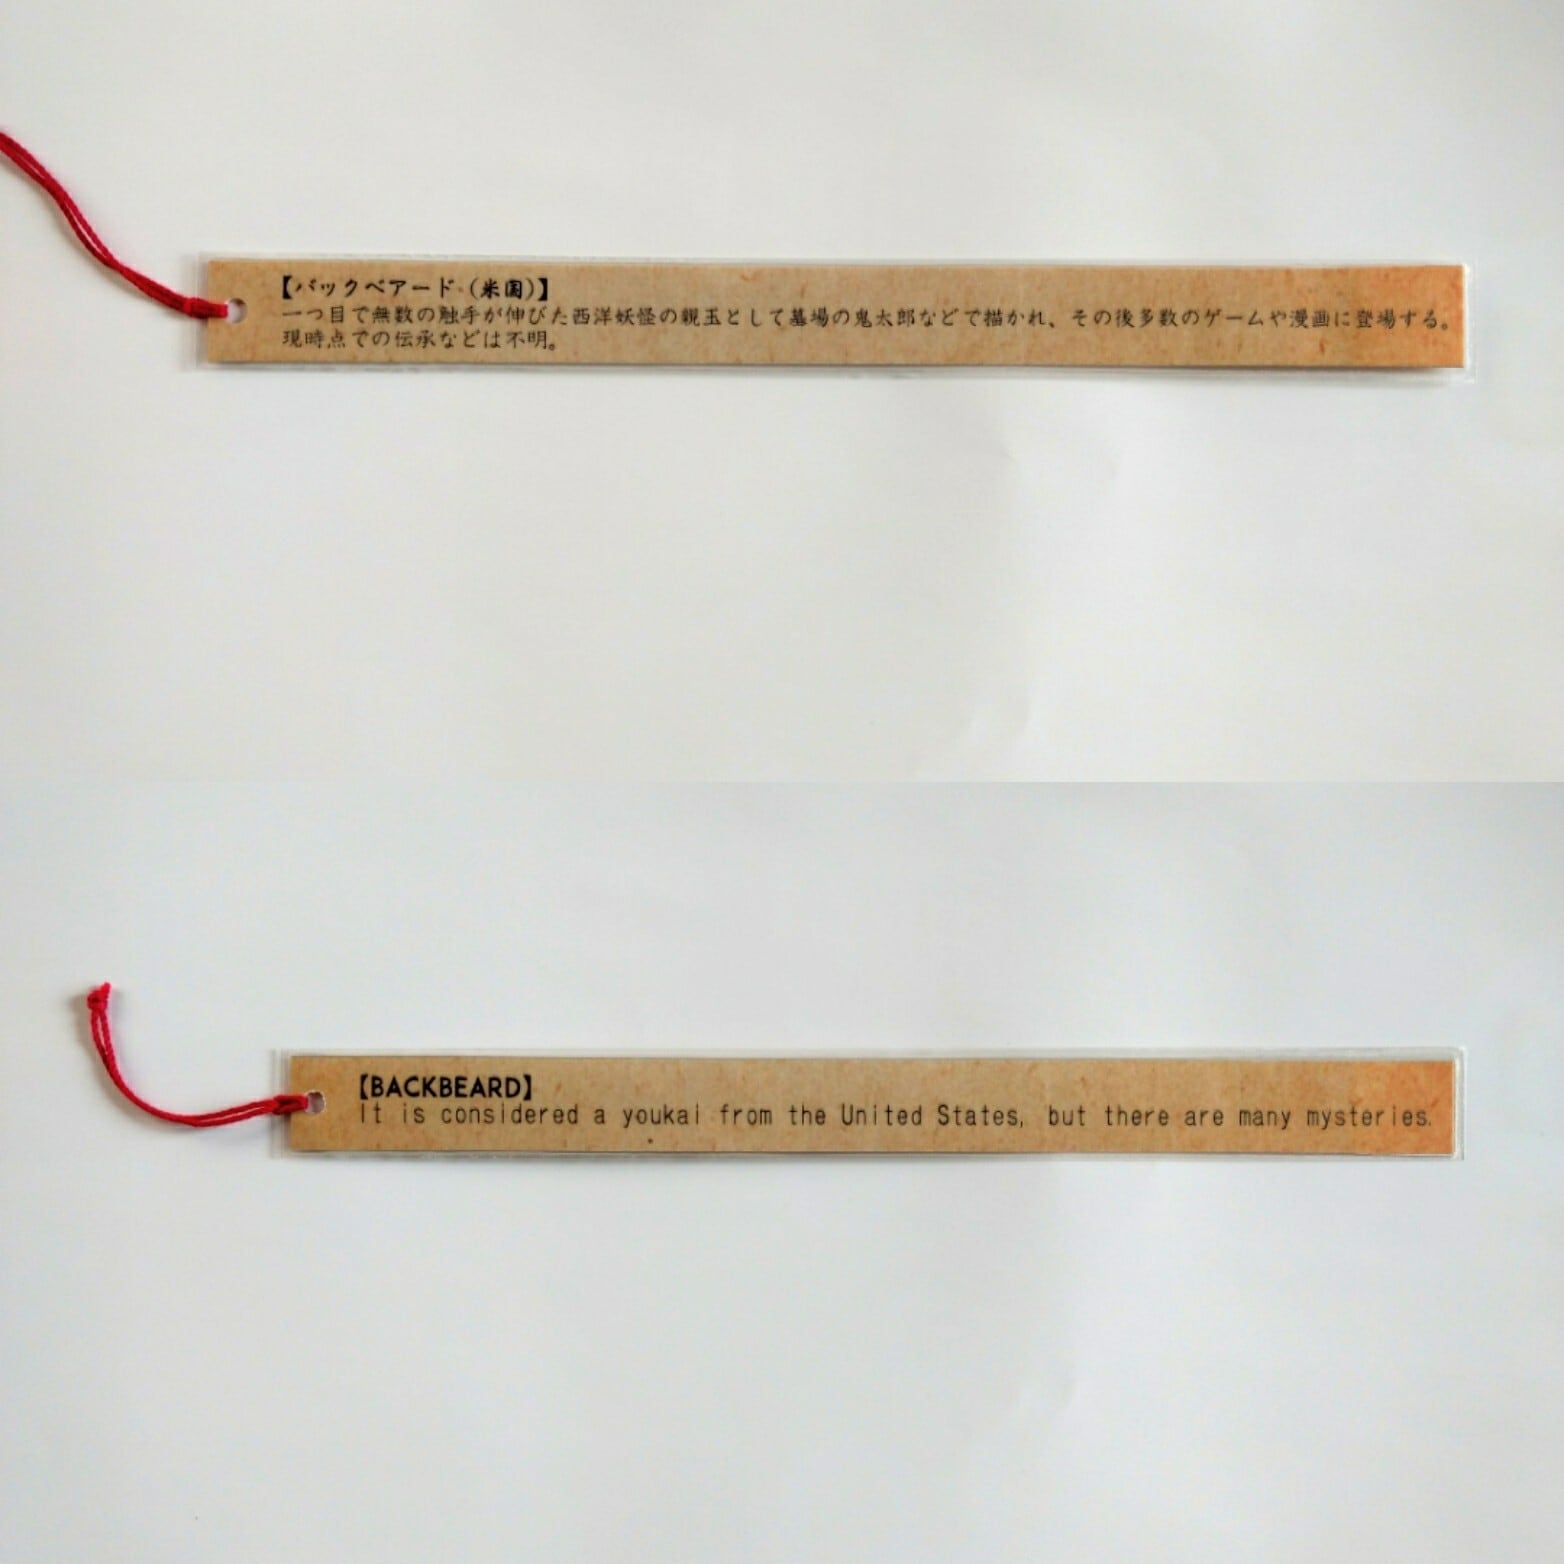 【バックベアード(米国)】
一つ目で無数の触手が伸びた西洋妖怪の親玉として墓場の鬼太郎などで描かれ、その後多数のゲームや漫画に登場する。
現時点での伝承などは不明。
【BACKBEARD】
It is considered a youkai from the United States, but there are many mysteries.